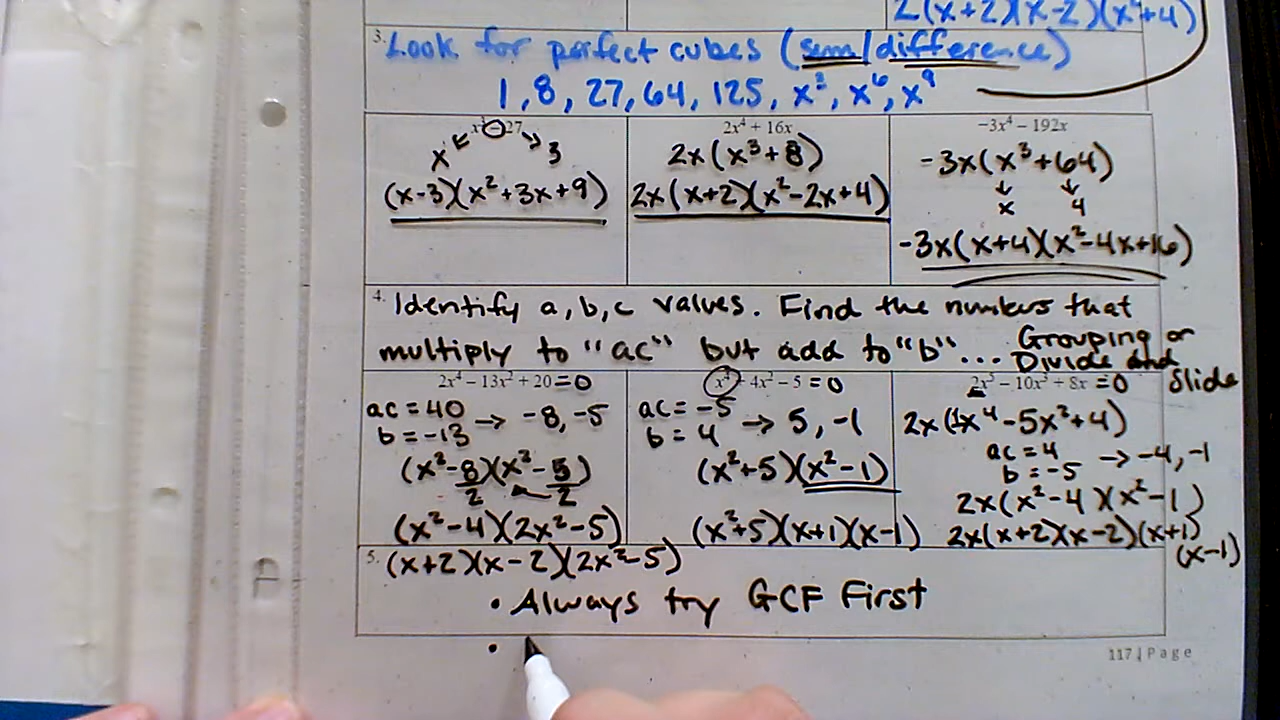 2(x+2)(x-2)(x²+4)
3. Look for perfect cubes (sum/difference)
1, 8, 27, 64, 125, x³, x⁶, x⁹
x³ - 27
x 3
(x-3)(x²+3x+9)
2x⁴ + 16x
2x(x³+8)
2x(x+2)(x²-2x+4)
-3x⁴ - 192x
-3x(x³+64)
↓ ↓
x 4
-3x(x+4)(x²-4x+16)
4. Identify a, b, c values. Find the numbers that
multiply to "ac" but add to "b"... Grouping or
Divide and
Slide
2x⁴ - 13x² + 20 = 0
ac = 40 → -8, -5
b = -13
(x²-8/2)(x²-5/2)
(x²-4)(2x²-5)
(x+2)(x-2)(2x²-5)
x⁴ + 4x² - 5 = 0
ac = -5 → 5, -1
b = 4
(x²+5)(x²-1)
(x²+5)(x+1)(x-1)
2x⁵ - 10x³ + 8x = 0
2x(1x⁴-5x²+4)
ac = 4 → -4, -1
b = -5
2x(x²-4)(x²-1)
2x(x+2)(x-2)(x+1)
(x-1)
5.
• Always try GCF First
•
117 | Page